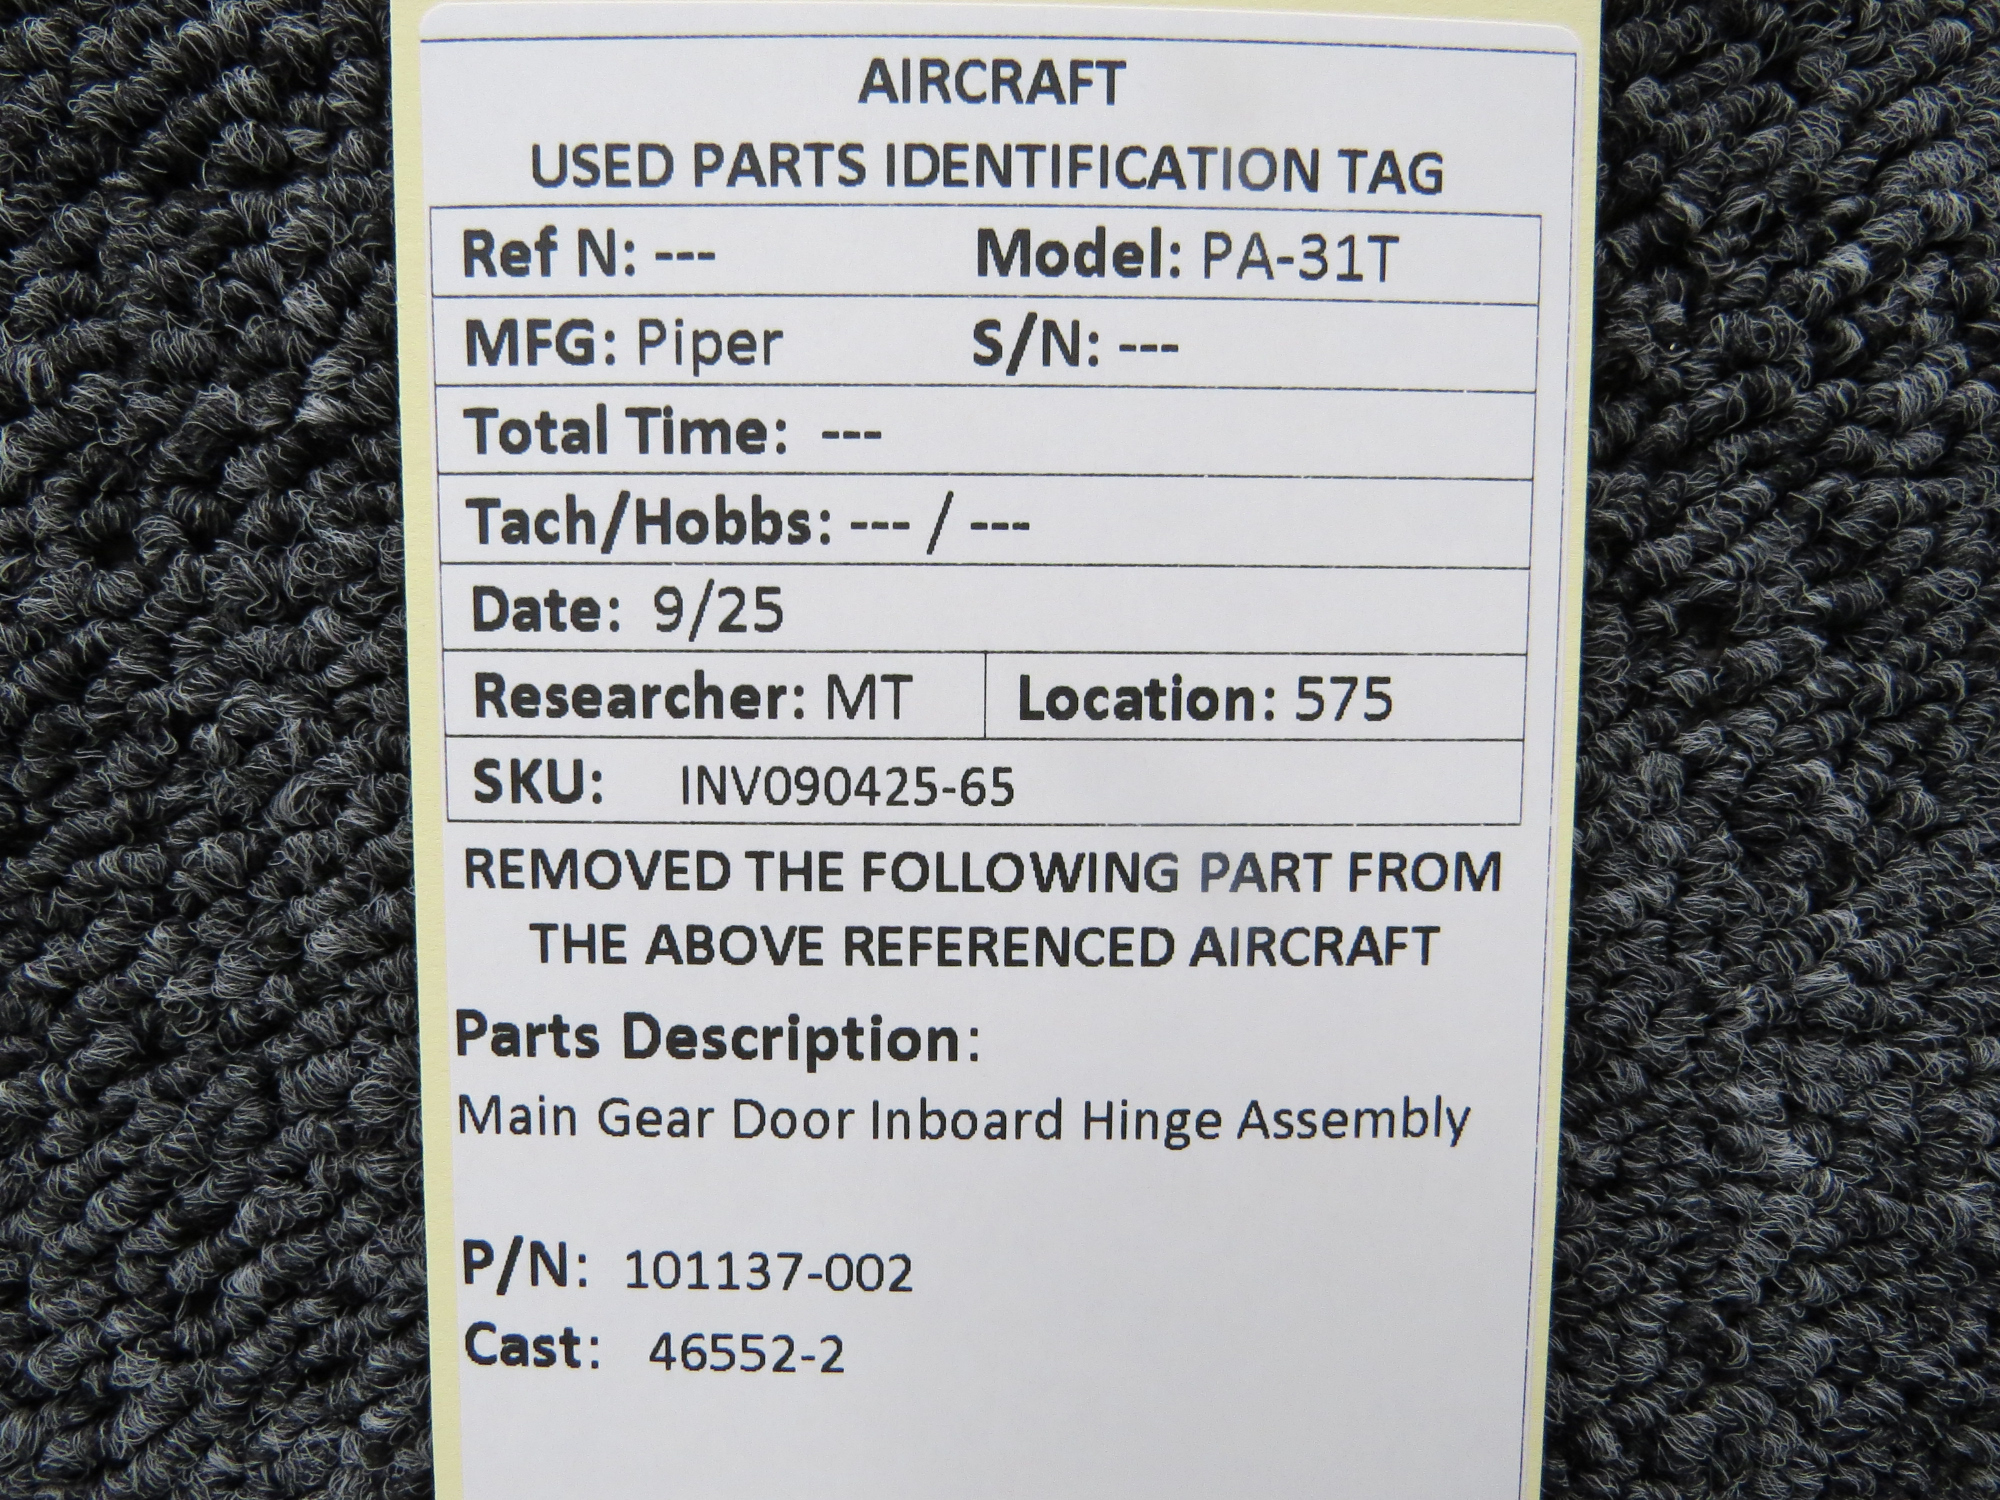 AIRCRAFT
USED PARTS IDENTIFICATION TAG
Ref N: --- Model: PA-31T
MFG: Piper S/N: ---
Total Time: ---
Tach/Hobbs: --- / ---
Date: 9/25
Researcher: MT Location: 575
SKU: INV090425-65
REMOVED THE FOLLOWING PART FROM
THE ABOVE REFERENCED AIRCRAFT
Parts Description:
Main Gear Door Inboard Hinge Assembly
P/N: 101137-002
Cast: 46552-2